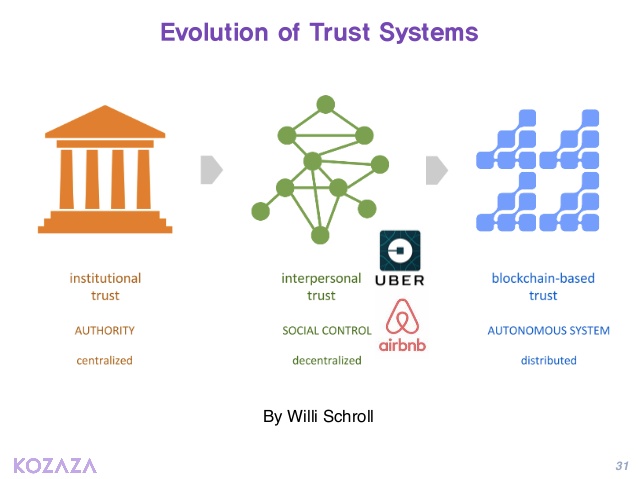 Evolution of Trust Systems
institutional
trust
AUTHORITY
centralized
interpersonal
trust
SOCIAL CONTROL
decentralized
UBER
airbnb
blockchain-based
trust
AUTONOMOUS SYSTEM
distributed
By Willi Schroll
KOZAZA
31